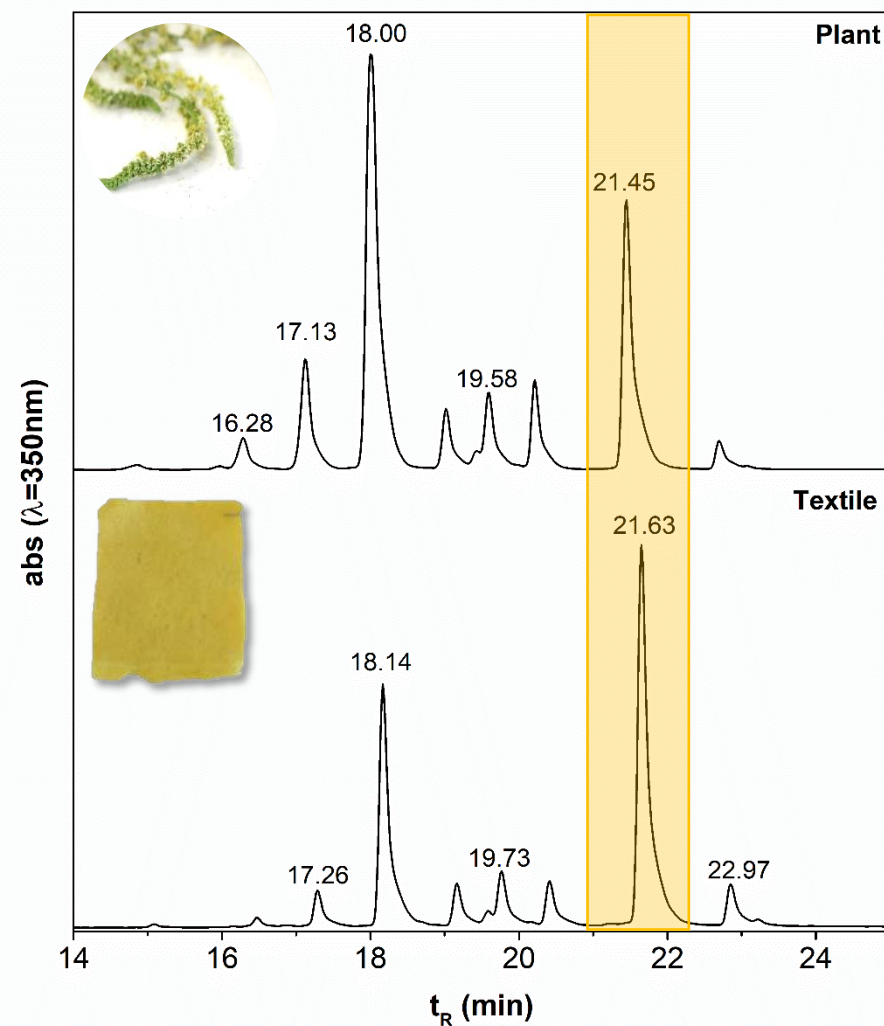 Plant
18.00
21.45
17.13
19.58
16.28
abs (λ=350nm)
Textile
21.63
18.14
17.26
19.73
22.97
14 16 18 20 22 24
tR (min)